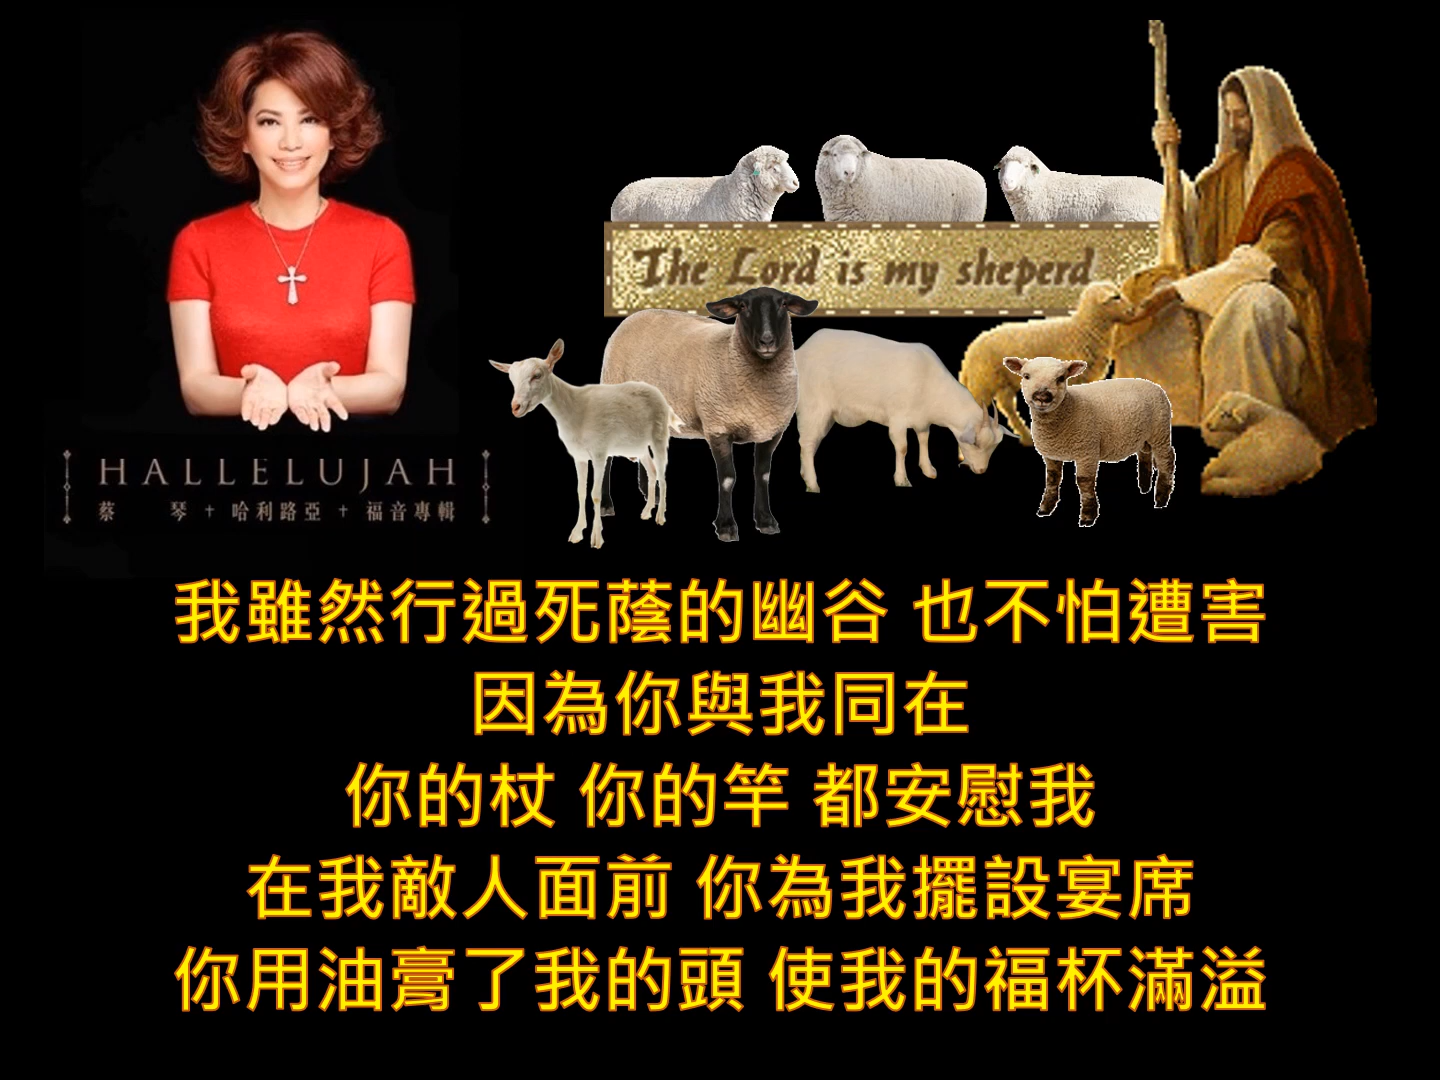 HALLELUJAH
蔡琴✝哈利路亞✝福音專輯
The Lord is my sheperd
我雖然行過死蔭的幽谷 也不怕遭害
因為你與我同在
你的杖 你的竿 都安慰我
在我敵人面前 你為我擺設宴席
你用油膏了我的頭 使我的福杯滿溢